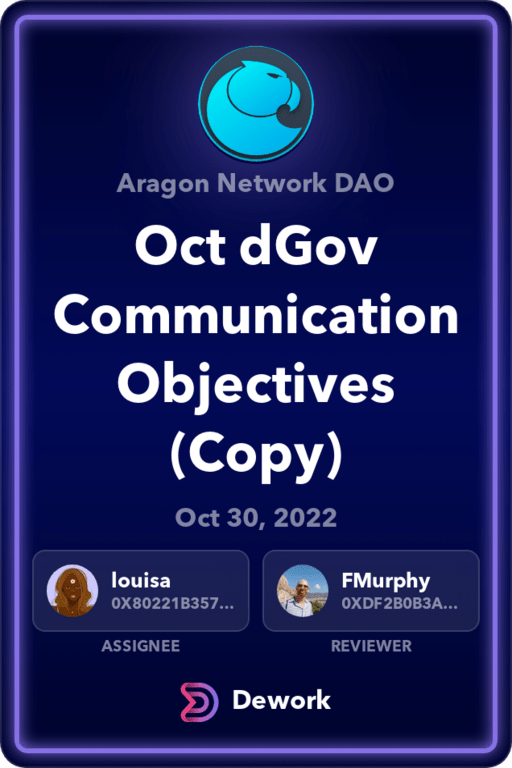 Aragon Network DAO
Oct dGov
Communication
Objectives
(Copy)
Oct 30, 2022
louisa
0X80221B357...
ASSIGNEE
FMurphy
0XDF2B0B3A...
REVIEWER
Dework